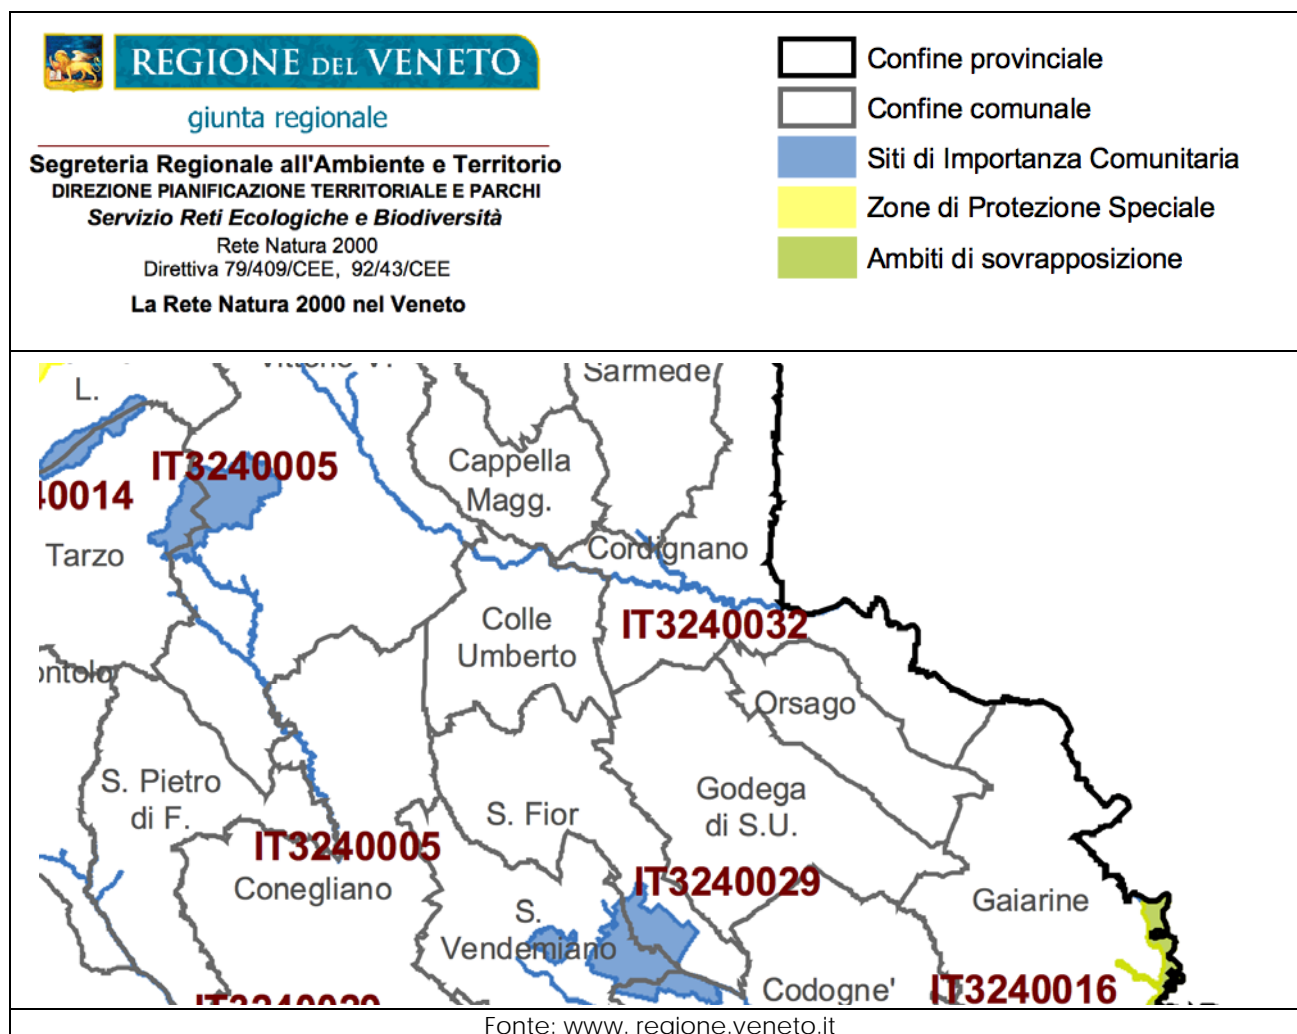 REGIONE DEL VENETO
giunta regionale
Segreteria Regionale all'Ambiente e Territorio
DIREZIONE PIANIFICAZIONE TERRITORIALE E PARCHI
Servizio Reti Ecologiche e Biodiversità
Rete Natura 2000
Direttiva 79/409/CEE, 92/43/CEE
La Rete Natura 2000 nel Veneto
Confine provinciale
Confine comunale
Siti di Importanza Comunitaria
Zone di Protezione Speciale
Ambiti di sovrapposizione
Vittorio V.
Sarmede
L.
IT3240005
Cappella
Magg.
40014
Tarzo
Cordignano
Colle
Umberto
IT3240032
ontolo
Orsago
S. Pietro
di F.
Godega
di S.U.
S. Fior
IT3240005
Conegliano
IT3240029
Gaiarine
S.
Vendemiano
Codogne'
IT3240016
IT3240029
Fonte: www. regione.veneto.it